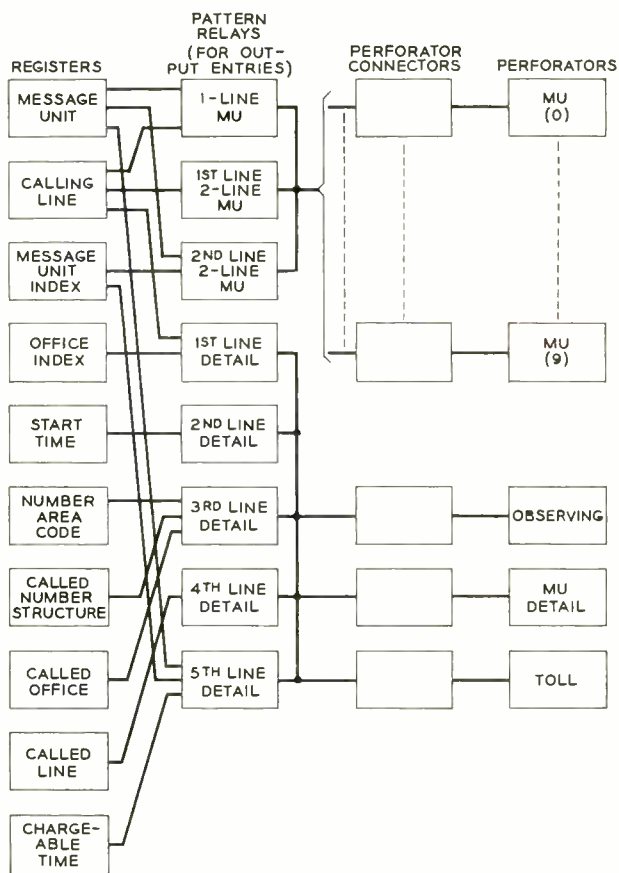 PATTERN
RELAYS
(FOR OUT-
PUT ENTRIES)
REGISTERS
PERFORATOR
CONNECTORS
PERFORATORS
MESSAGE
UNIT
1-LINE
MU
MU
(0)
CALLING
LINE
1ST LINE
2-LINE
MU
MESSAGE
UNIT
INDEX
2ND LINE
2-LINE
MU
OFFICE
INDEX
1ST LINE
DETAIL
MU
(9)
START
TIME
2ND LINE
DETAIL
NUMBER
AREA
CODE
3RD LINE
DETAIL
OBSERVING
CALLED
NUMBER
STRUCTURE
4TH LINE
DETAIL
MU
DETAIL
CALLED
OFFICE
5TH LINE
DETAIL
TOLL
CALLED
LINE
CHARGE-
ABLE
TIME